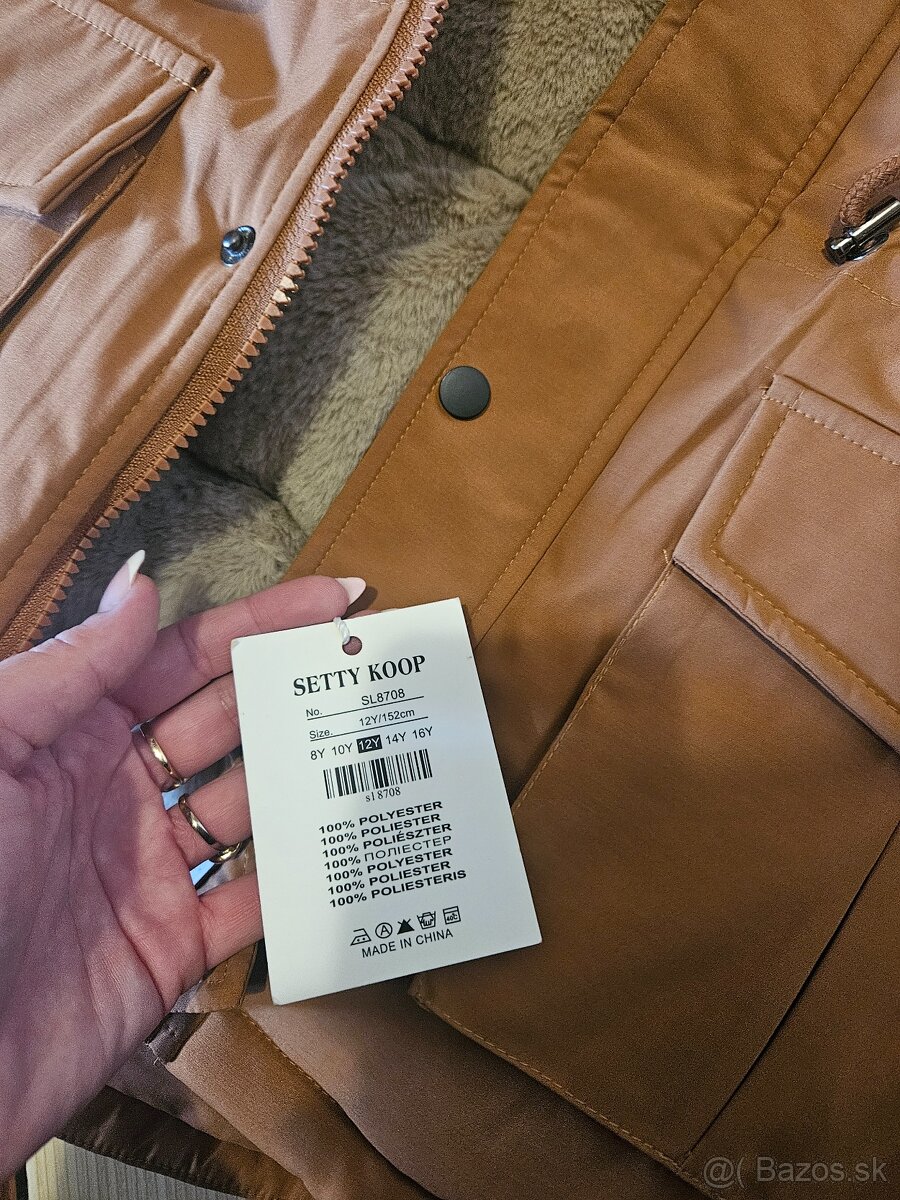 SETTY KOOP
No. SL8708
Size. 12Y/152cm
8Y 10Y 12Y 14Y 16Y
sl8708
100% POLYESTER
100% POLIESTER
100% POLIÉSZTER
100% ПОЛІЕСТЕР
100% POLYESTER
100% POLIESTER
100% POLIESTERIS
A 40C
MADE IN CHINA
@( Bazos.sk